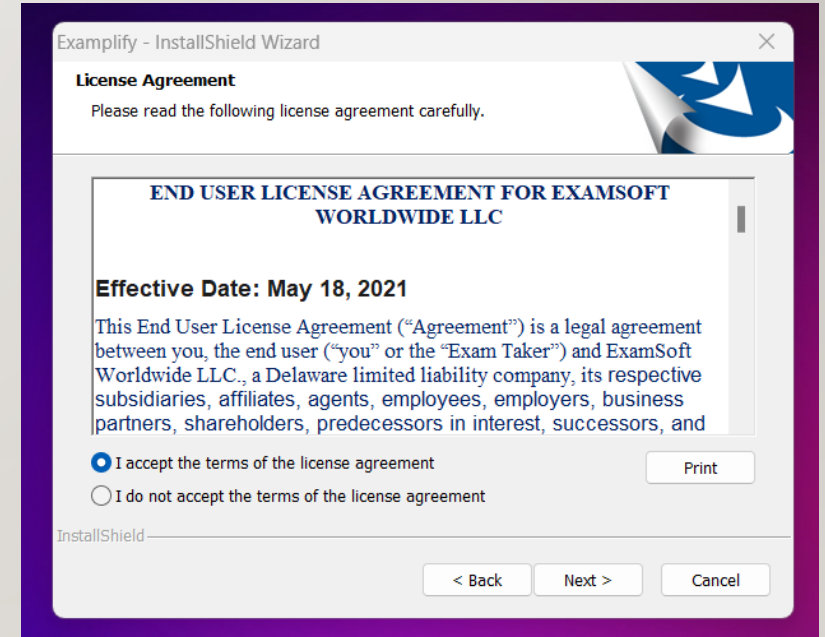 Examplify - InstallShield Wizard
License Agreement
Please read the following license agreement carefully.
END USER LICENSE AGREEMENT FOR EXAMSOFT
WORLDWIDE LLC
Effective Date: May 18, 2021
This End User License Agreement (“Agreement”) is a legal agreement
between you, the end user (“you” or the “Exam Taker”) and ExamSoft
Worldwide LLC., a Delaware limited liability company, its respective
subsidiaries, affiliates, agents, employees, employers, business
partners, shareholders, predecessors in interest, successors, and
I accept the terms of the license agreement
Print
I do not accept the terms of the license agreement
InstallShield
< Back
Next >
Cancel